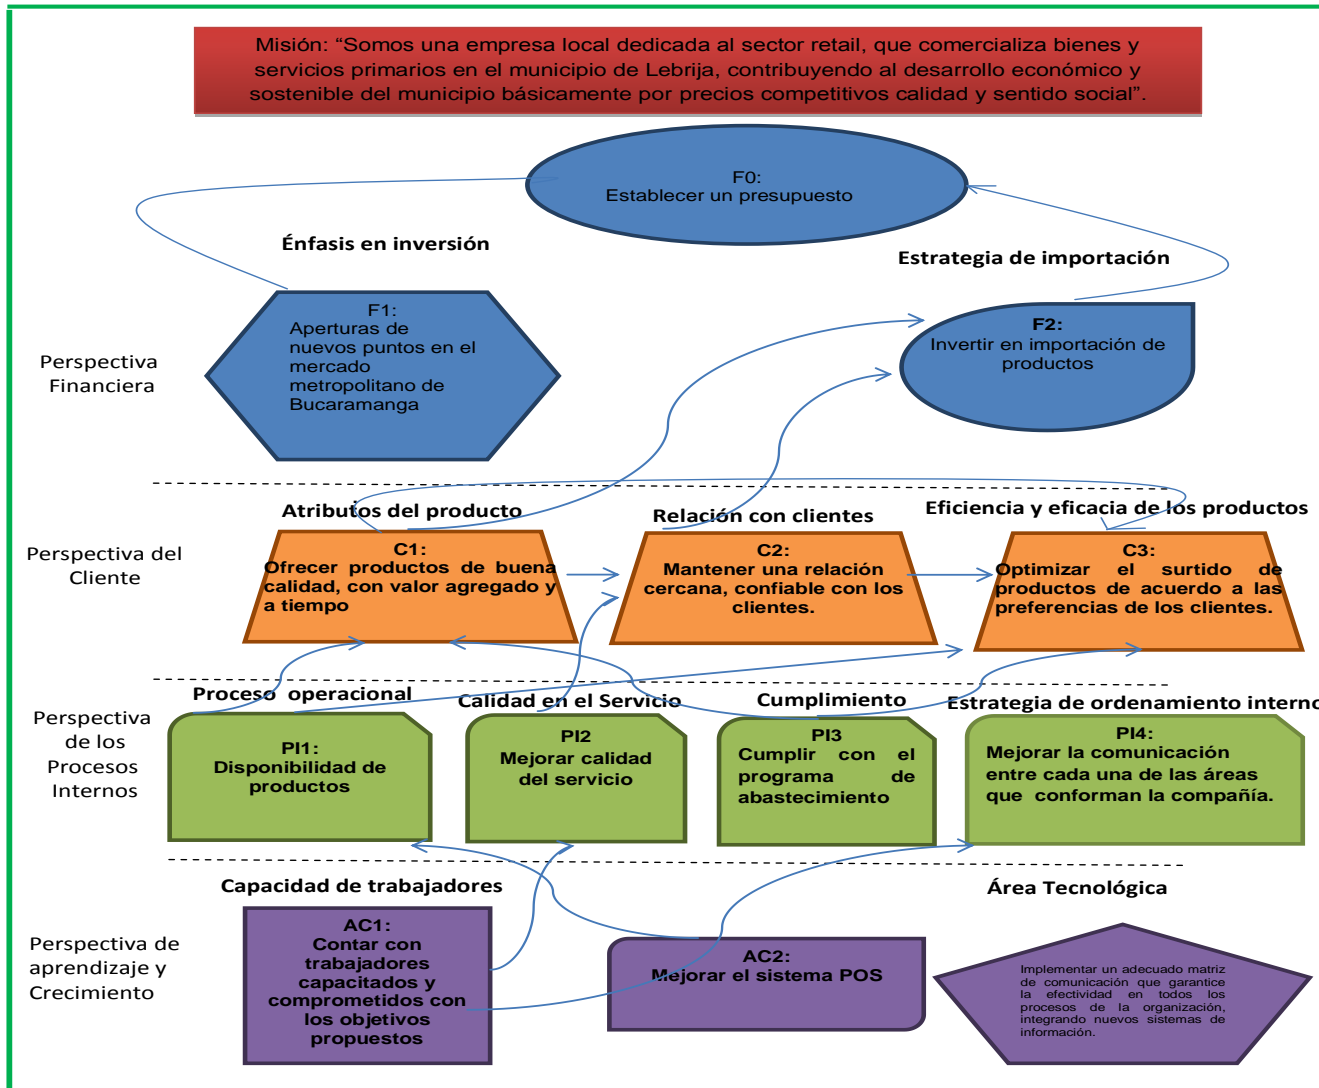 Misión: “Somos una empresa local dedicada al sector retail, que comercializa bienes y
servicios primarios en el municipio de Lebrija, contribuyendo al desarrollo económico y
sostenible del municipio básicamente por precios competitivos calidad y sentido social”.
F0:
Establecer un presupuesto
Énfasis en inversión
Estrategia de importación
Perspectiva
Financiera
F1:
Aperturas de
nuevos puntos en el
mercado
metropolitano de
Bucaramanga
F2:
Invertir en importación de
productos
Atributos del producto
Relación con clientes
Eficiencia y eficacia de los productos
Perspectiva del
Cliente
C1:
Ofrecer productos de buena
calidad, con valor agregado y
a tiempo
C2:
Mantener una relación
cercana, confiable con los
clientes.
C3:
Optimizar el surtido de
productos de acuerdo a las
preferencias de los clientes.
Proceso operacional
Calidad en el Servicio
Cumplimiento
Estrategia de ordenamiento interno
Perspectiva
de los
Procesos
Internos
PI1:
Disponibilidad de
productos
PI2
Mejorar calidad
del servicio
PI3
Cumplir con el
programa de
abastecimiento
PI4:
Mejorar la comunicación
entre cada una de las áreas
que conforman la compañía.
Capacidad de trabajadores
Área Tecnológica
Perspectiva de
aprendizaje y
Crecimiento
AC1:
Contar con
trabajadores
capacitados y
comprometidos con
los objetivos
propuestos
AC2:
Mejorar el sistema POS
Implementar un adecuado matriz
de comunicación que garantice
la efectividad en todos los
procesos de la organización,
integrando nuevos sistemas de
información.